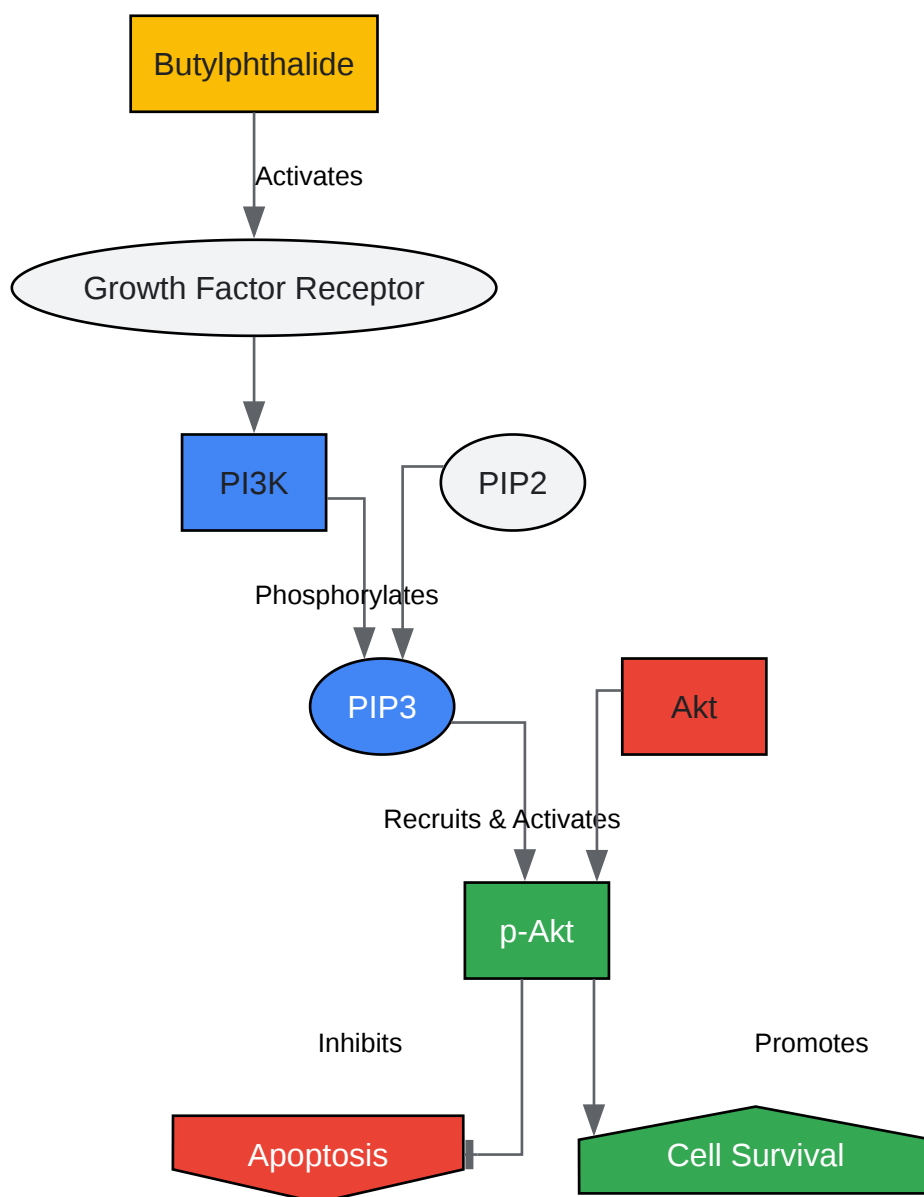 Butylphthalide
Activates
Growth Factor Receptor
PI3K
PIP2
Phosphorylates
PIP3
Akt
Recruits & Activates
p-Akt
Inhibits
Promotes
Apoptosis
Cell Survival